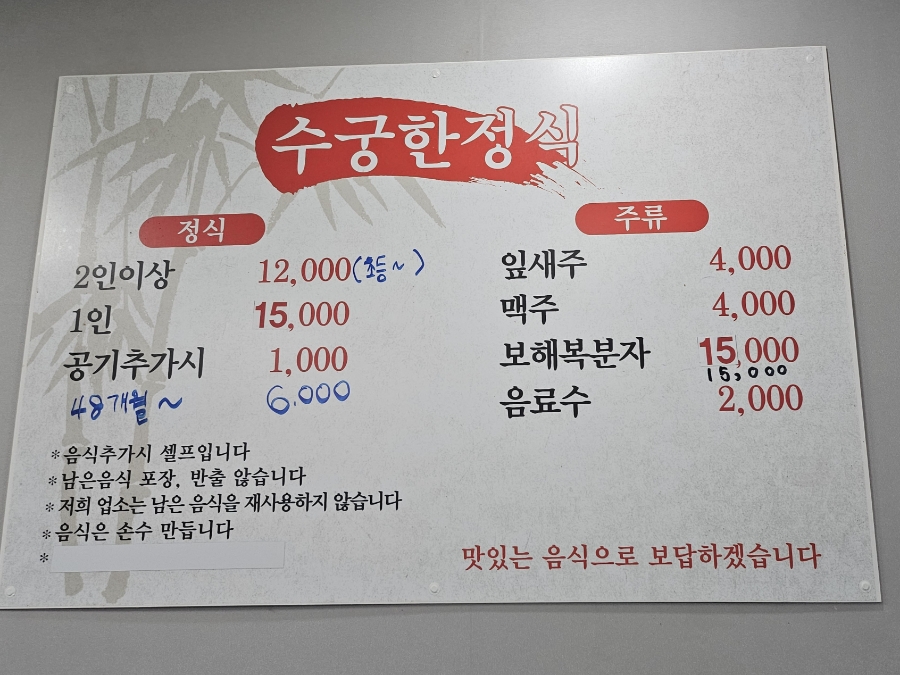 수궁한정식
정식
2인이상 12,000(초등~)
1인 15,000
공기추가시 1,000
48개월~ 6.000
*음식추가시 셀프입니다
*남은음식 포장, 반출 않습니다
*저희 업소는 남은 음식을 재사용하지 않습니다
*음식은 손수 만듭니다
*
주류
잎새주 4,000
맥주 4,000
보해복분자 15,000
15,000
음료수 2,000
맛있는 음식으로 보답하겠습니다